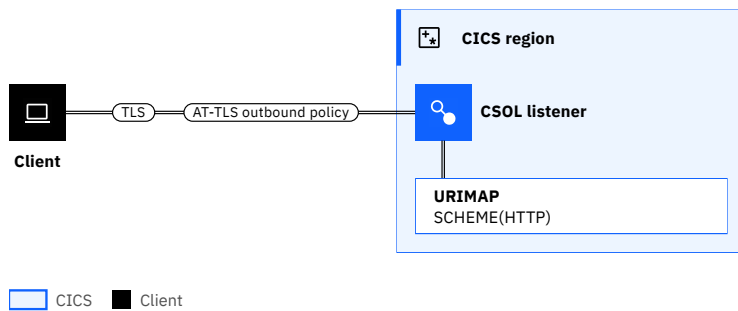 CICS region
TLS
AT-TLS outbound policy
CSOL listener
Client
URIMAP
SCHEME(HTTP)
CICS
Client